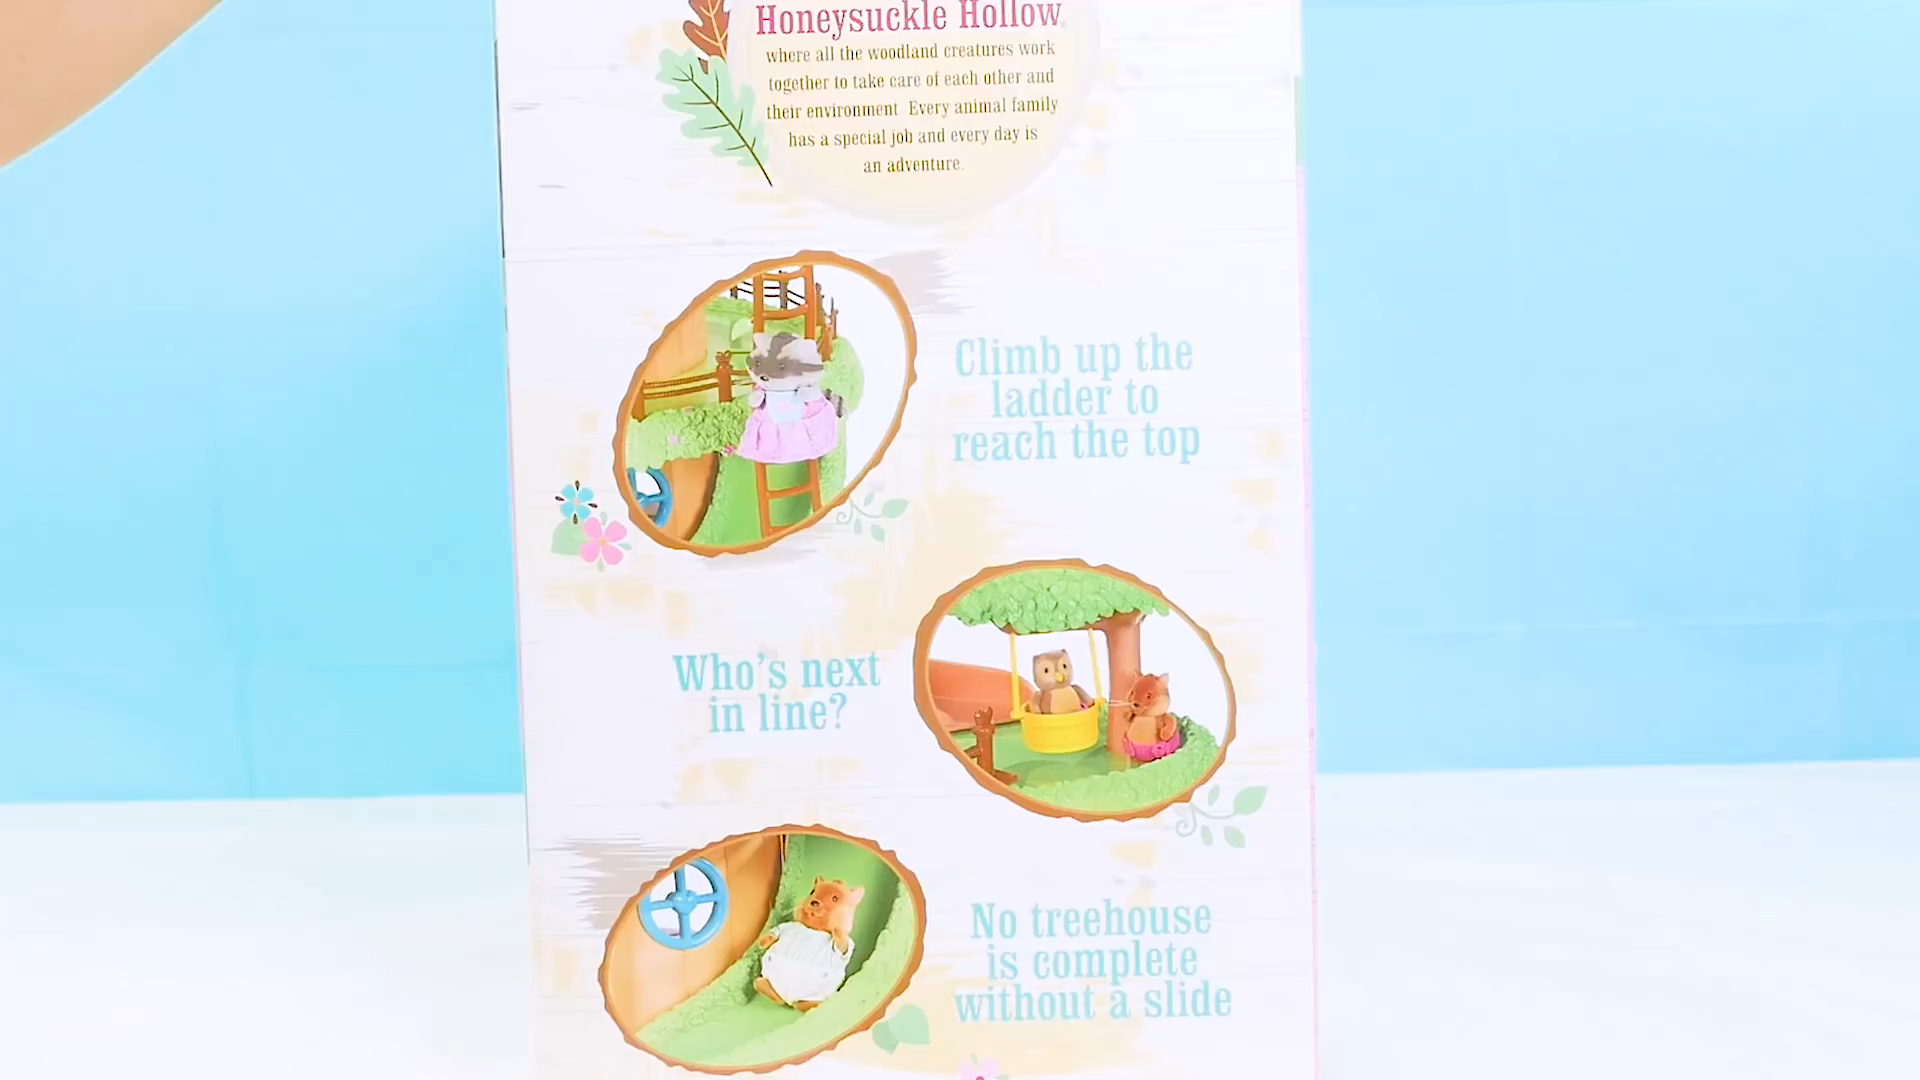 Honeysuckle Hollow
where all the woodland creatures work
together to take care of each other and
their environment. Every animal family
has a special job and every day is
an adventure.
Climb up the
ladder to
reach the top
Who's next
in line?
No treehouse
is complete
without a slide